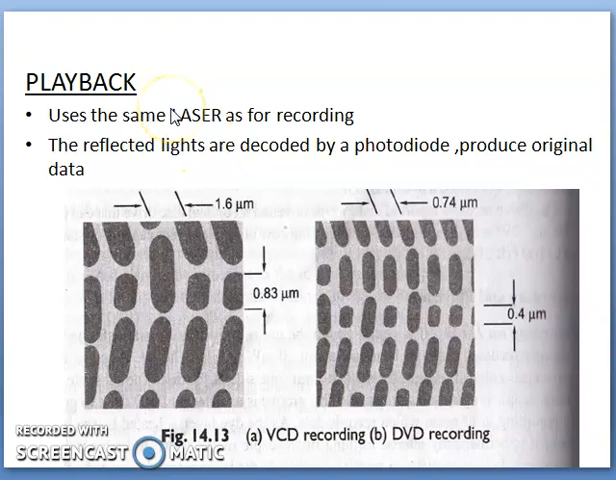 PLAYBACK
• Uses the same LASER as for recording
• The reflected lights are decoded by a photodiode ,produce original
data
1.6 µm
0.74 µm
0.83 µm
0.4 µm
Fig. 14.13 (a) VCD recording (b) DVD recording
RECORDED WITH
SCREENCAST MATIC